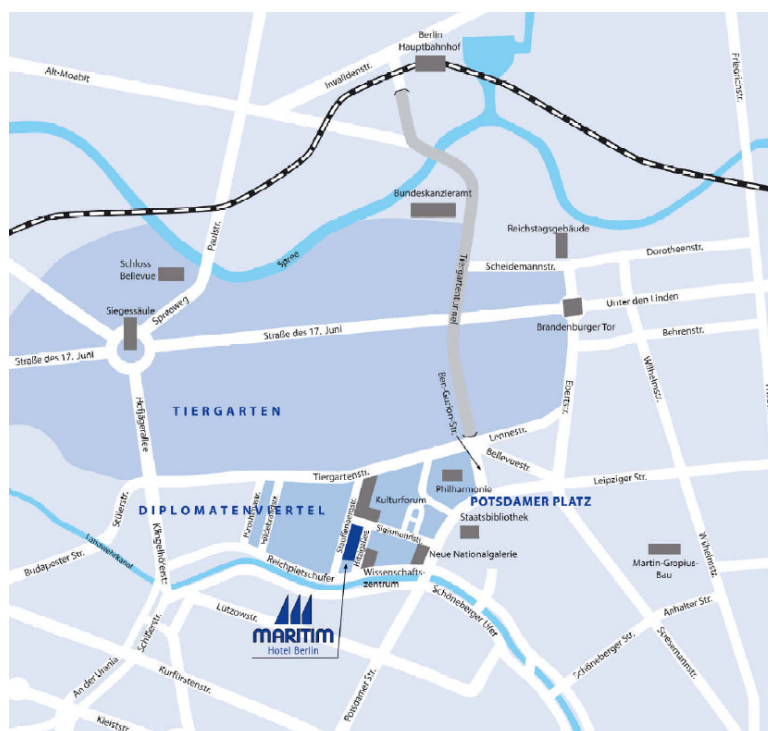 Berlin
Hauptbahnhof
Alt-Moabit
Invalidenstr.
Friedrichstr.
Bundeskanzleramt
Reichstagsgebäude
Paulstr.
Spree
Schloss
Bellevue
Scheidemannstr.
Dorotheenstr.
Tiergartentunnel
Siegessäule
Spreeweg
Unter den Linden
Brandenburger Tor
Straße des 17. Juni
Straße des 17. Juni
Behrenstr.
Wilhelmstr.
Ebertstr.
Ben-Gurion-Str.
Hofjägerallee
TIERGARTEN
Lennestr.
Bellevuestr.
Tiergartenstr.
Leipziger Str.
Philharmonie
POTSDAMER PLATZ
Kulturforum
Stülerstr.
DIPLOMATENVIERTEL
Stauffenbergstr.
Hitzigallee
Sigismundstr.
Staatsbibliothek
Klingelhöferstr.
Landwehrkanal
Budapester Str.
Reichpietschufer
Neue Nationalgalerie
Wissenschafts-
zentrum
Martin-Gropius-
Bau
Wilhelmstr.
MARITIM
Hotel Berlin
Lützowstr.
Schöneberger Ufer
Anhalter Str.
Schöneberger Str.
Stresemannstr.
Schillstr.
An der Urania
Kurfürstenstr.
Potsdamer Str.
Kleiststr.